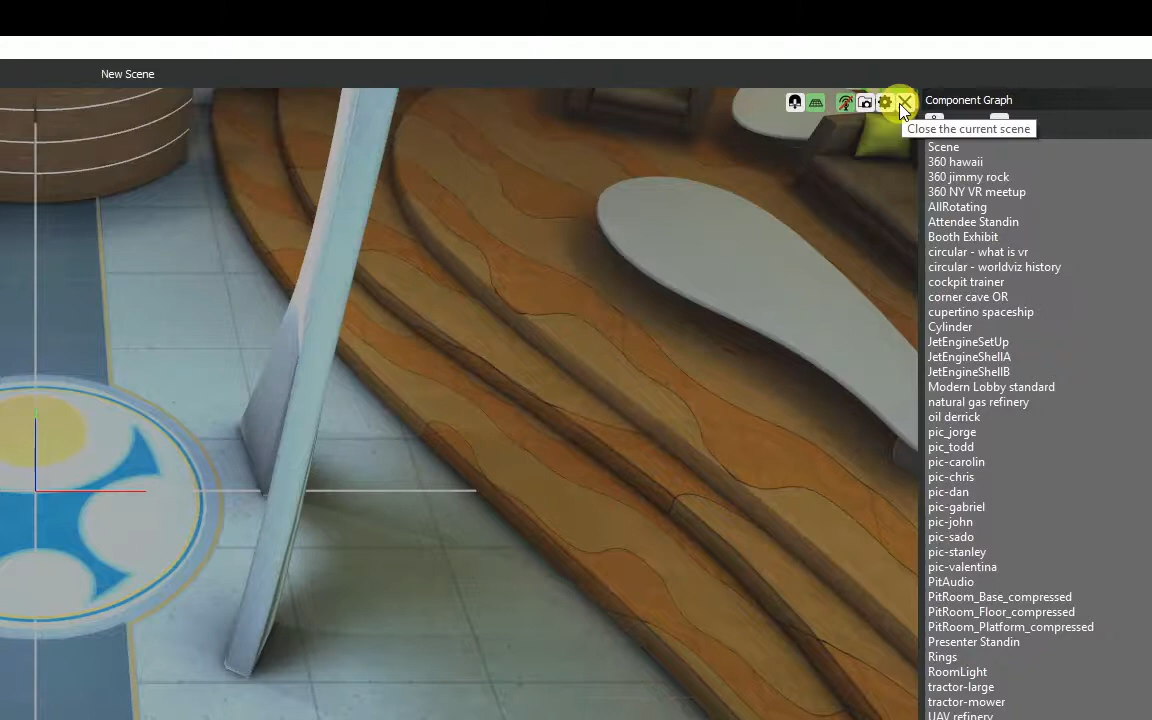 New Scene
Component Graph
Close the current scene
Scene
360 hawaii
360 jimmy rock
360 NY VR meetup
AllRotating
Attendee Standin
Booth Exhibit
circular - what is vr
circular - worldviz history
cockpit trainer
corner cave OR
cupertino spaceship
Cylinder
JetEngineSetUp
JetEngineShellA
JetEngineShellB
Modern Lobby standard
natural gas refinery
oil derrick
pic_jorge
pic_todd
pic-carolin
pic-chris
pic-dan
pic-gabriel
pic-john
pic-sado
pic-stanley
pic-valentina
PitAudio
PitRoom_Base_compressed
PitRoom_Floor_compressed
PitRoom_Platform_compressed
Presenter Standin
Rings
RoomLight
tractor-large
tractor-mower
UAV refinery